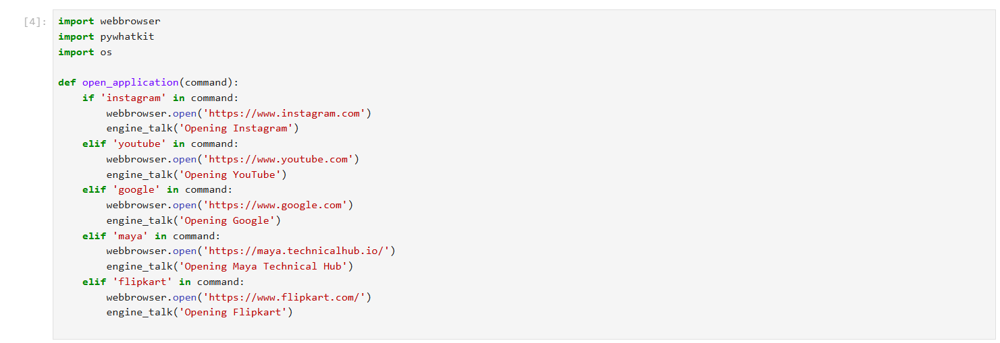 [4]: import webbrowser
import pywhatkit
import os
def open_application(command):
    if 'instagram' in command:
        webbrowser.open('https://www.instagram.com')
        engine_talk('Opening Instagram')
    elif 'youtube' in command:
        webbrowser.open('https://www.youtube.com')
        engine_talk('Opening YouTube')
    elif 'google' in command:
        webbrowser.open('https://www.google.com')
        engine_talk('Opening Google')
    elif 'maya' in command:
        webbrowser.open('https://maya.technicalhub.io/')
        engine_talk('Opening Maya Technical Hub')
    elif 'flipkart' in command:
        webbrowser.open('https://www.flipkart.com/')
        engine_talk('Opening Flipkart')